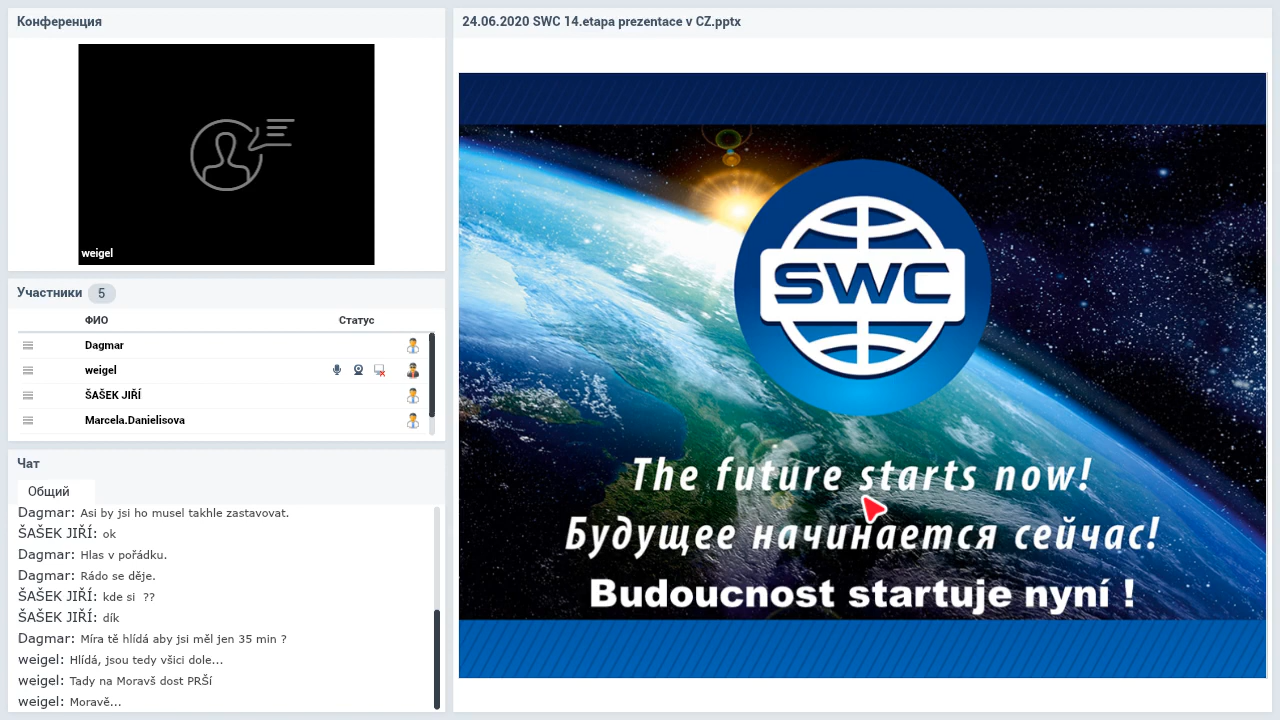 Конференция
weigel
Участники 5
ФИО Статус
Dagmar
weigel
ŠAŠEK JIŘÍ
Marcela.Danielisova
Чат
Общий
Dagmar: Asi by jsi ho musel takhle zastavovat.
ŠAŠEK JIŘÍ: ok
Dagmar: Hlas v pořádku.
Dagmar: Rádo se děje.
ŠAŠEK JIŘÍ: kde si ??
ŠAŠEK JIŘÍ: dík
Dagmar: Míra tě hlídá aby jsi měl jen 35 min ?
weigel: Hlídá, jsou tedy všici dole...
weigel: Tady na Moravš dost PRŠí
weigel: Moravě...
24.06.2020 SWC 14.etapa prezentace v CZ.pptx
SWC
The future starts now!
Будущее начинается сейчас!
Budoucnost startuje nyní !